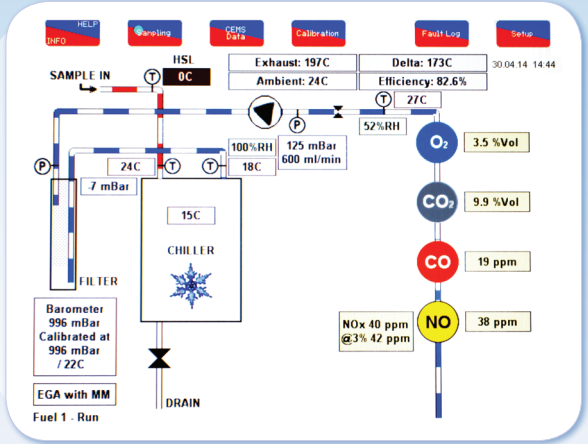 HELP
INFO
Sampling
CEMS
Data
Calibration
Fault Log
Setup
HSL
0C
SAMPLE IN
T
Exhaust: 197C
Delta: 173C
Ambient: 24C
Efficiency: 82.6%
30.04.14 14:44
T
27C
P
52%RH
100%RH
125 mBar
600 ml/min
O2
3.5 %Vol
P
24C
T
T
18C
-7 mBar
CO2
9.9 %Vol
15C
CHILLER
CO
19 ppm
FILTER
Barometer
996 mBar
Calibrated at
996 mBar
/ 22C
NOx 40 ppm
@3% 42 ppm
NO
38 ppm
EGA with MM
DRAIN
Fuel 1 - Run